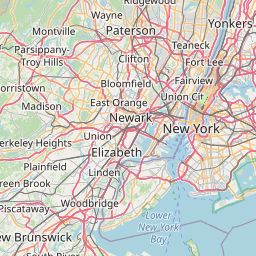 Ridgewood
Wayne
Yonkers
Montville
Paterson
Parsippany-
Troy Hills
Teaneck
Clifton
Fort Lee
Bloomfield
Fairview
Morristown
East Orange
Union Cit
Madison
Newark
New York
Union
Berkeley Heights
Elizabeth
Plainfield
Linden
Green Brook
Woodbridge
Piscataway
Lower
New York
Bay
New Brunswick
South River